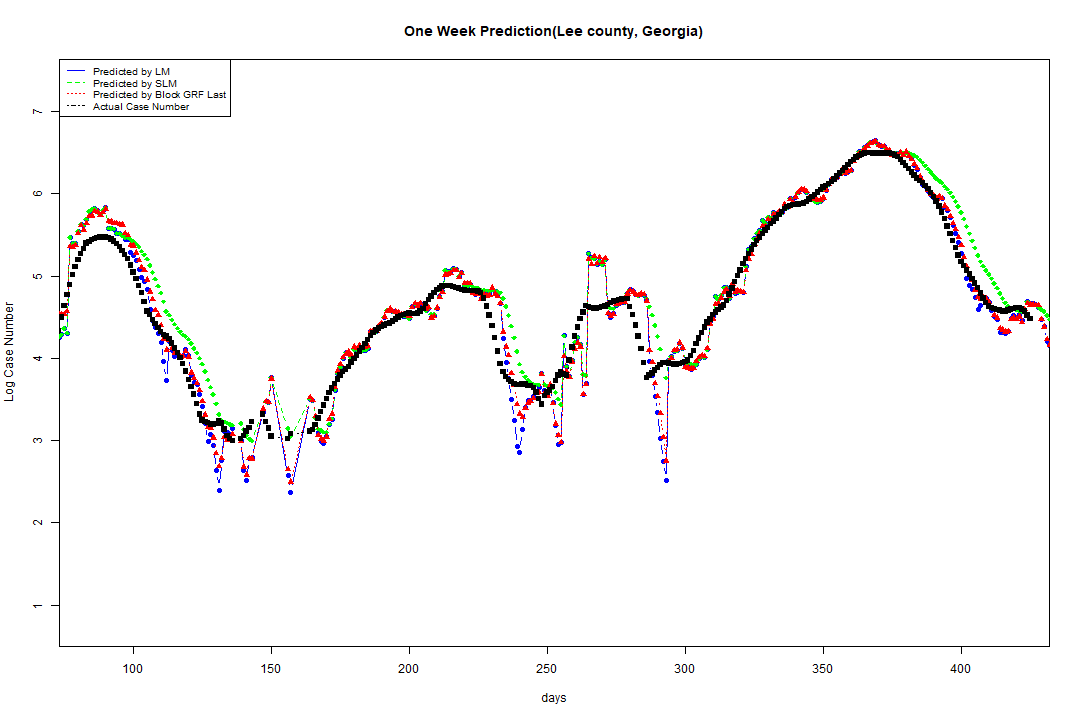 One Week Prediction(Lee county, Georgia)
Predicted by LM
Predicted by SLM
Predicted by Block GRF Last
Actual Case Number
7
6
5
4
3
2
1
Log Case Number
100 150 200 250 300 350 400
days